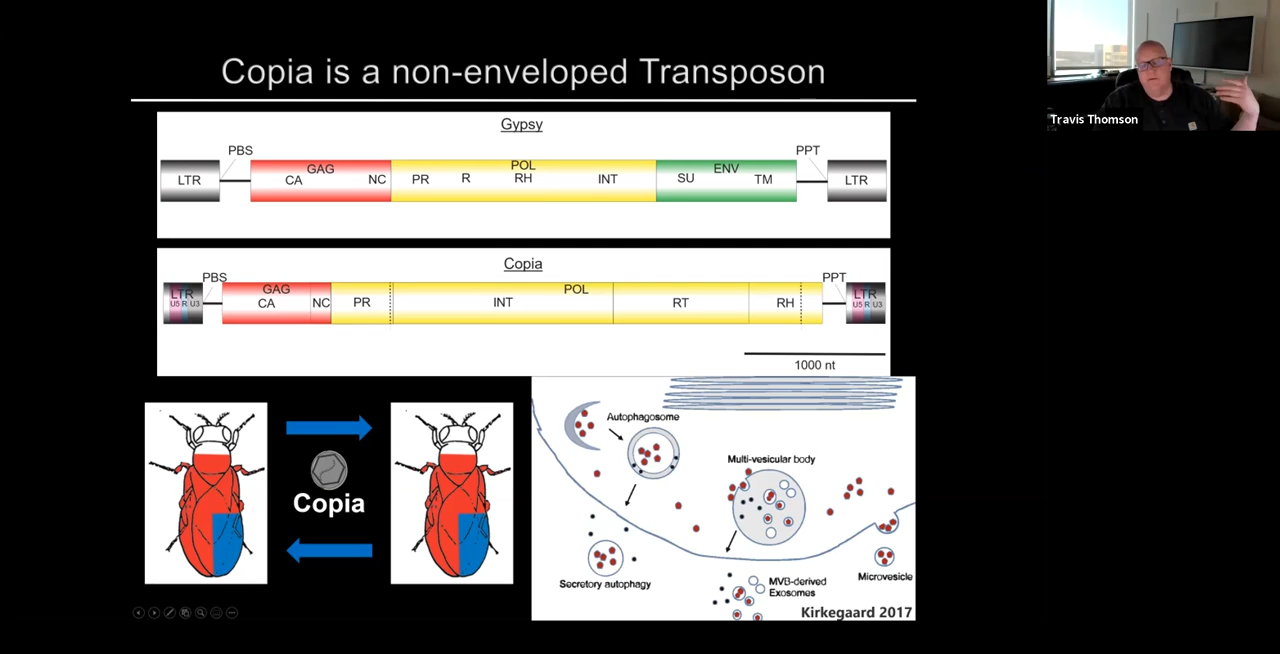 Copia is a non-enveloped Transposon
Travis Thomson
Gypsy
PBS
PPT
LTR
GAG
CA
NC
POL
PR
R
RH
INT
ENV
SU
TM
LTR
Copia
PBS
PPT
LTR
U5 R U3
GAG
CA
NC
PR
INT
POL
RT
RH
LTR
U5 R U3
1000 nt
Copia
Autophagosome
Multi-vesicular body
Secretory autophagy
MVB-derived
Exosomes
Microvesicle
Kirkegaard 2017